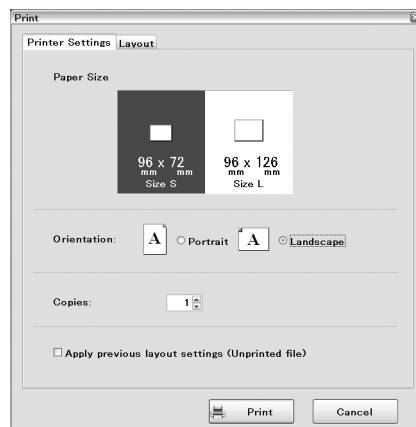 Print
Printer Settings Layout
Paper Size
96 x 72 96 x 126
mm mm mm mm
Size S Size L
Orientation: A Portrait A Landscape
Copies: 1
Apply previous layout settings (Unprinted file)
Print Cancel